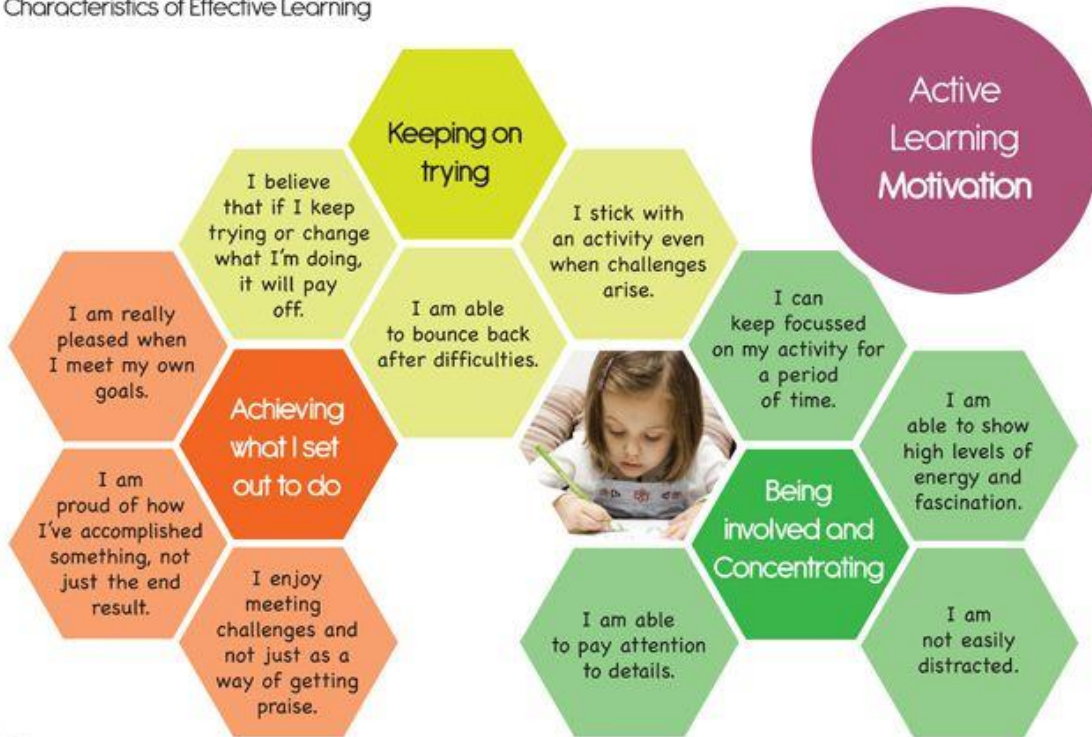 Characteristics of Effective Learning
Active
Learning
Motivation
Keeping on
trying
I believe
that if I keep
trying or change
what I'm doing,
it will pay
off.
I am able
to bounce back
after difficulties.
I stick with
an activity even
when challenges
arise.
Achieving
what I set
out to do
I am really
pleased when
I meet my own
goals.
I am
proud of how
I've accomplished
something, not
just the end
result.
I enjoy
meeting
challenges and
not just as a
way of getting
praise.
Being
involved and
Concentrating
I can
keep focussed
on my activity for
a period
of time.
I am
able to show
high levels of
energy and
fascination.
I am able
to pay attention
to details.
I am
not easily
distracted.